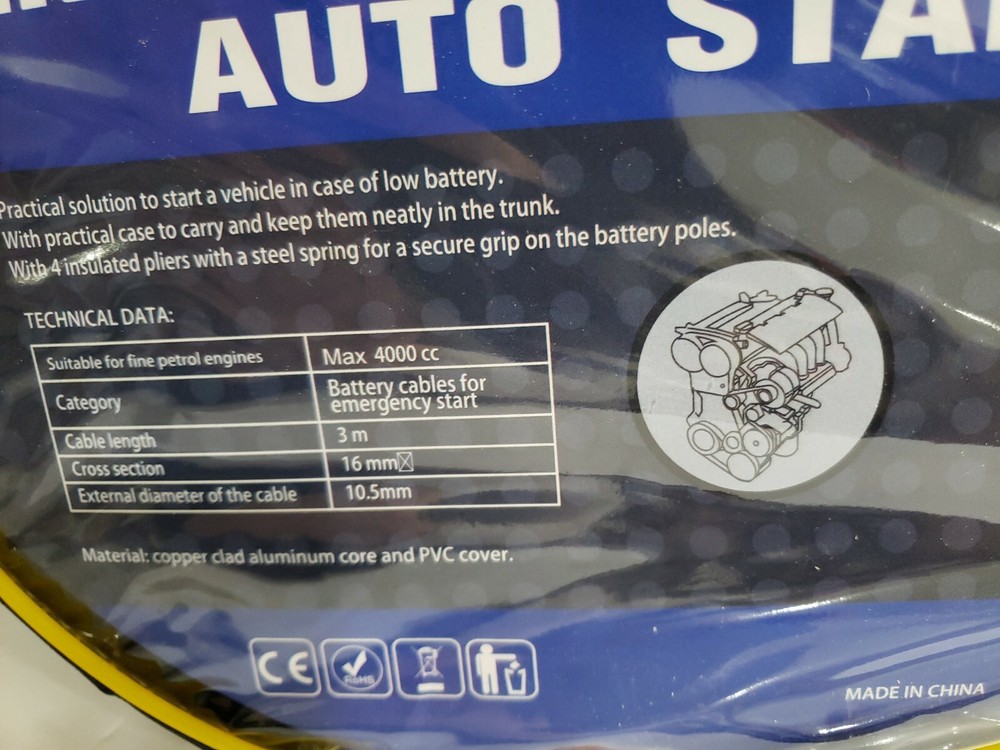 AUTO STA
Practical solution to start a vehicle in case of low battery.
With practical case to carry and keep them neatly in the trunk.
With 4 insulated pliers with a steel spring for a secure grip on the battery poles.
TECHNICAL DATA:
Suitable for fine petrol engines Max 4000 cc
Category Battery cables for emergency start
Cable length 3 m
Cross section 16 mm☒
External diameter of the cable 10.5mm
Material: copper clad aluminum core and PVC cover.
CE RoHS
MADE IN CHINA